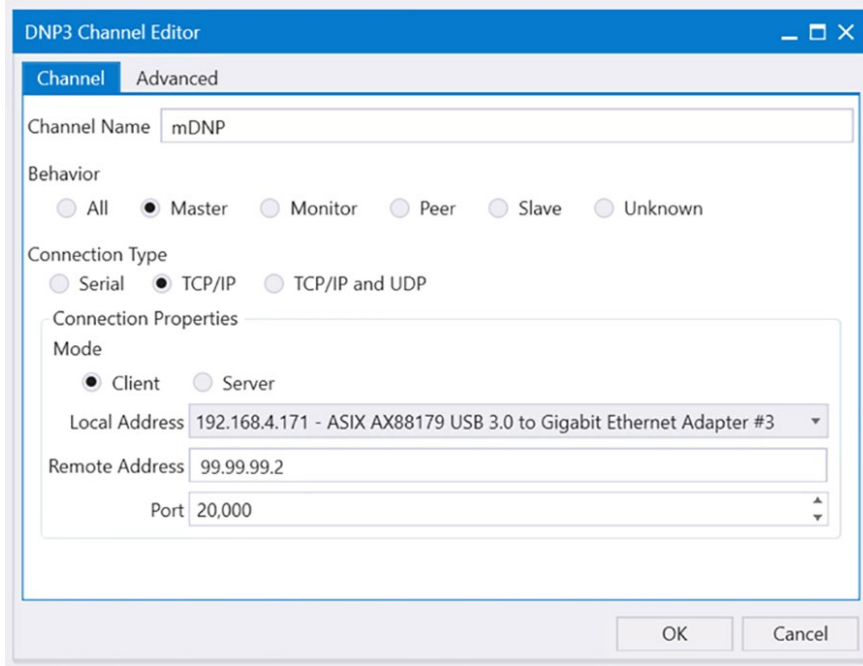 DNP3 Channel Editor
Channel Advanced
Channel Name mDNP
Behavior
All Master Monitor Peer Slave Unknown
Connection Type
Serial TCP/IP TCP/IP and UDP
Connection Properties
Mode
Client Server
Local Address 192.168.4.171 - ASIX AX88179 USB 3.0 to Gigabit Ethernet Adapter #3
Remote Address 99.99.99.2
Port 20,000
OK Cancel